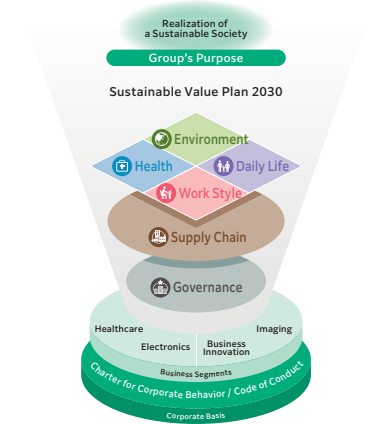 Realization of
a Sustainable Society
Group's Purpose
Sustainable Value Plan 2030
Environment
Health
Daily Life
Work Style
Supply Chain
Governance
Healthcare
Imaging
Electronics
Business
Innovation
Business Segments
Charter for Corporate Behavior / Code of Conduct
Corporate Basis